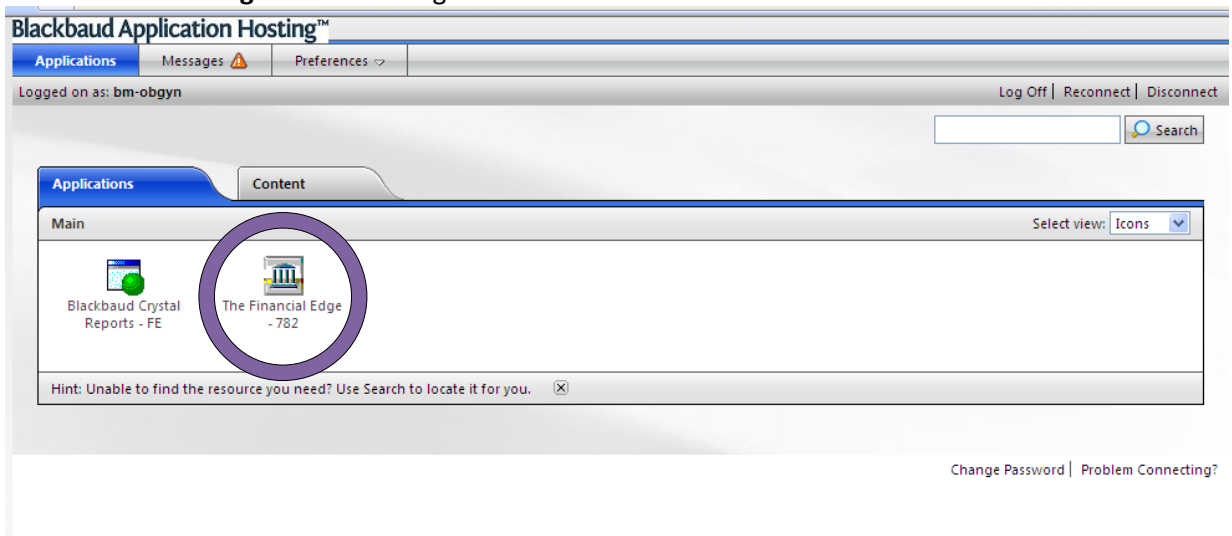 Blackbaud Application Hosting™
Applications Messages Preferences
Logged on as: bm-obgyn Log Off | Reconnect | Disconnect
Search
Applications Content
Main Select view: Icons
Blackbaud Crystal
Reports - FE
The Financial Edge
- 782
Hint: Unable to find the resource you need? Use Search to locate it for you.
Change Password | Problem Connecting?